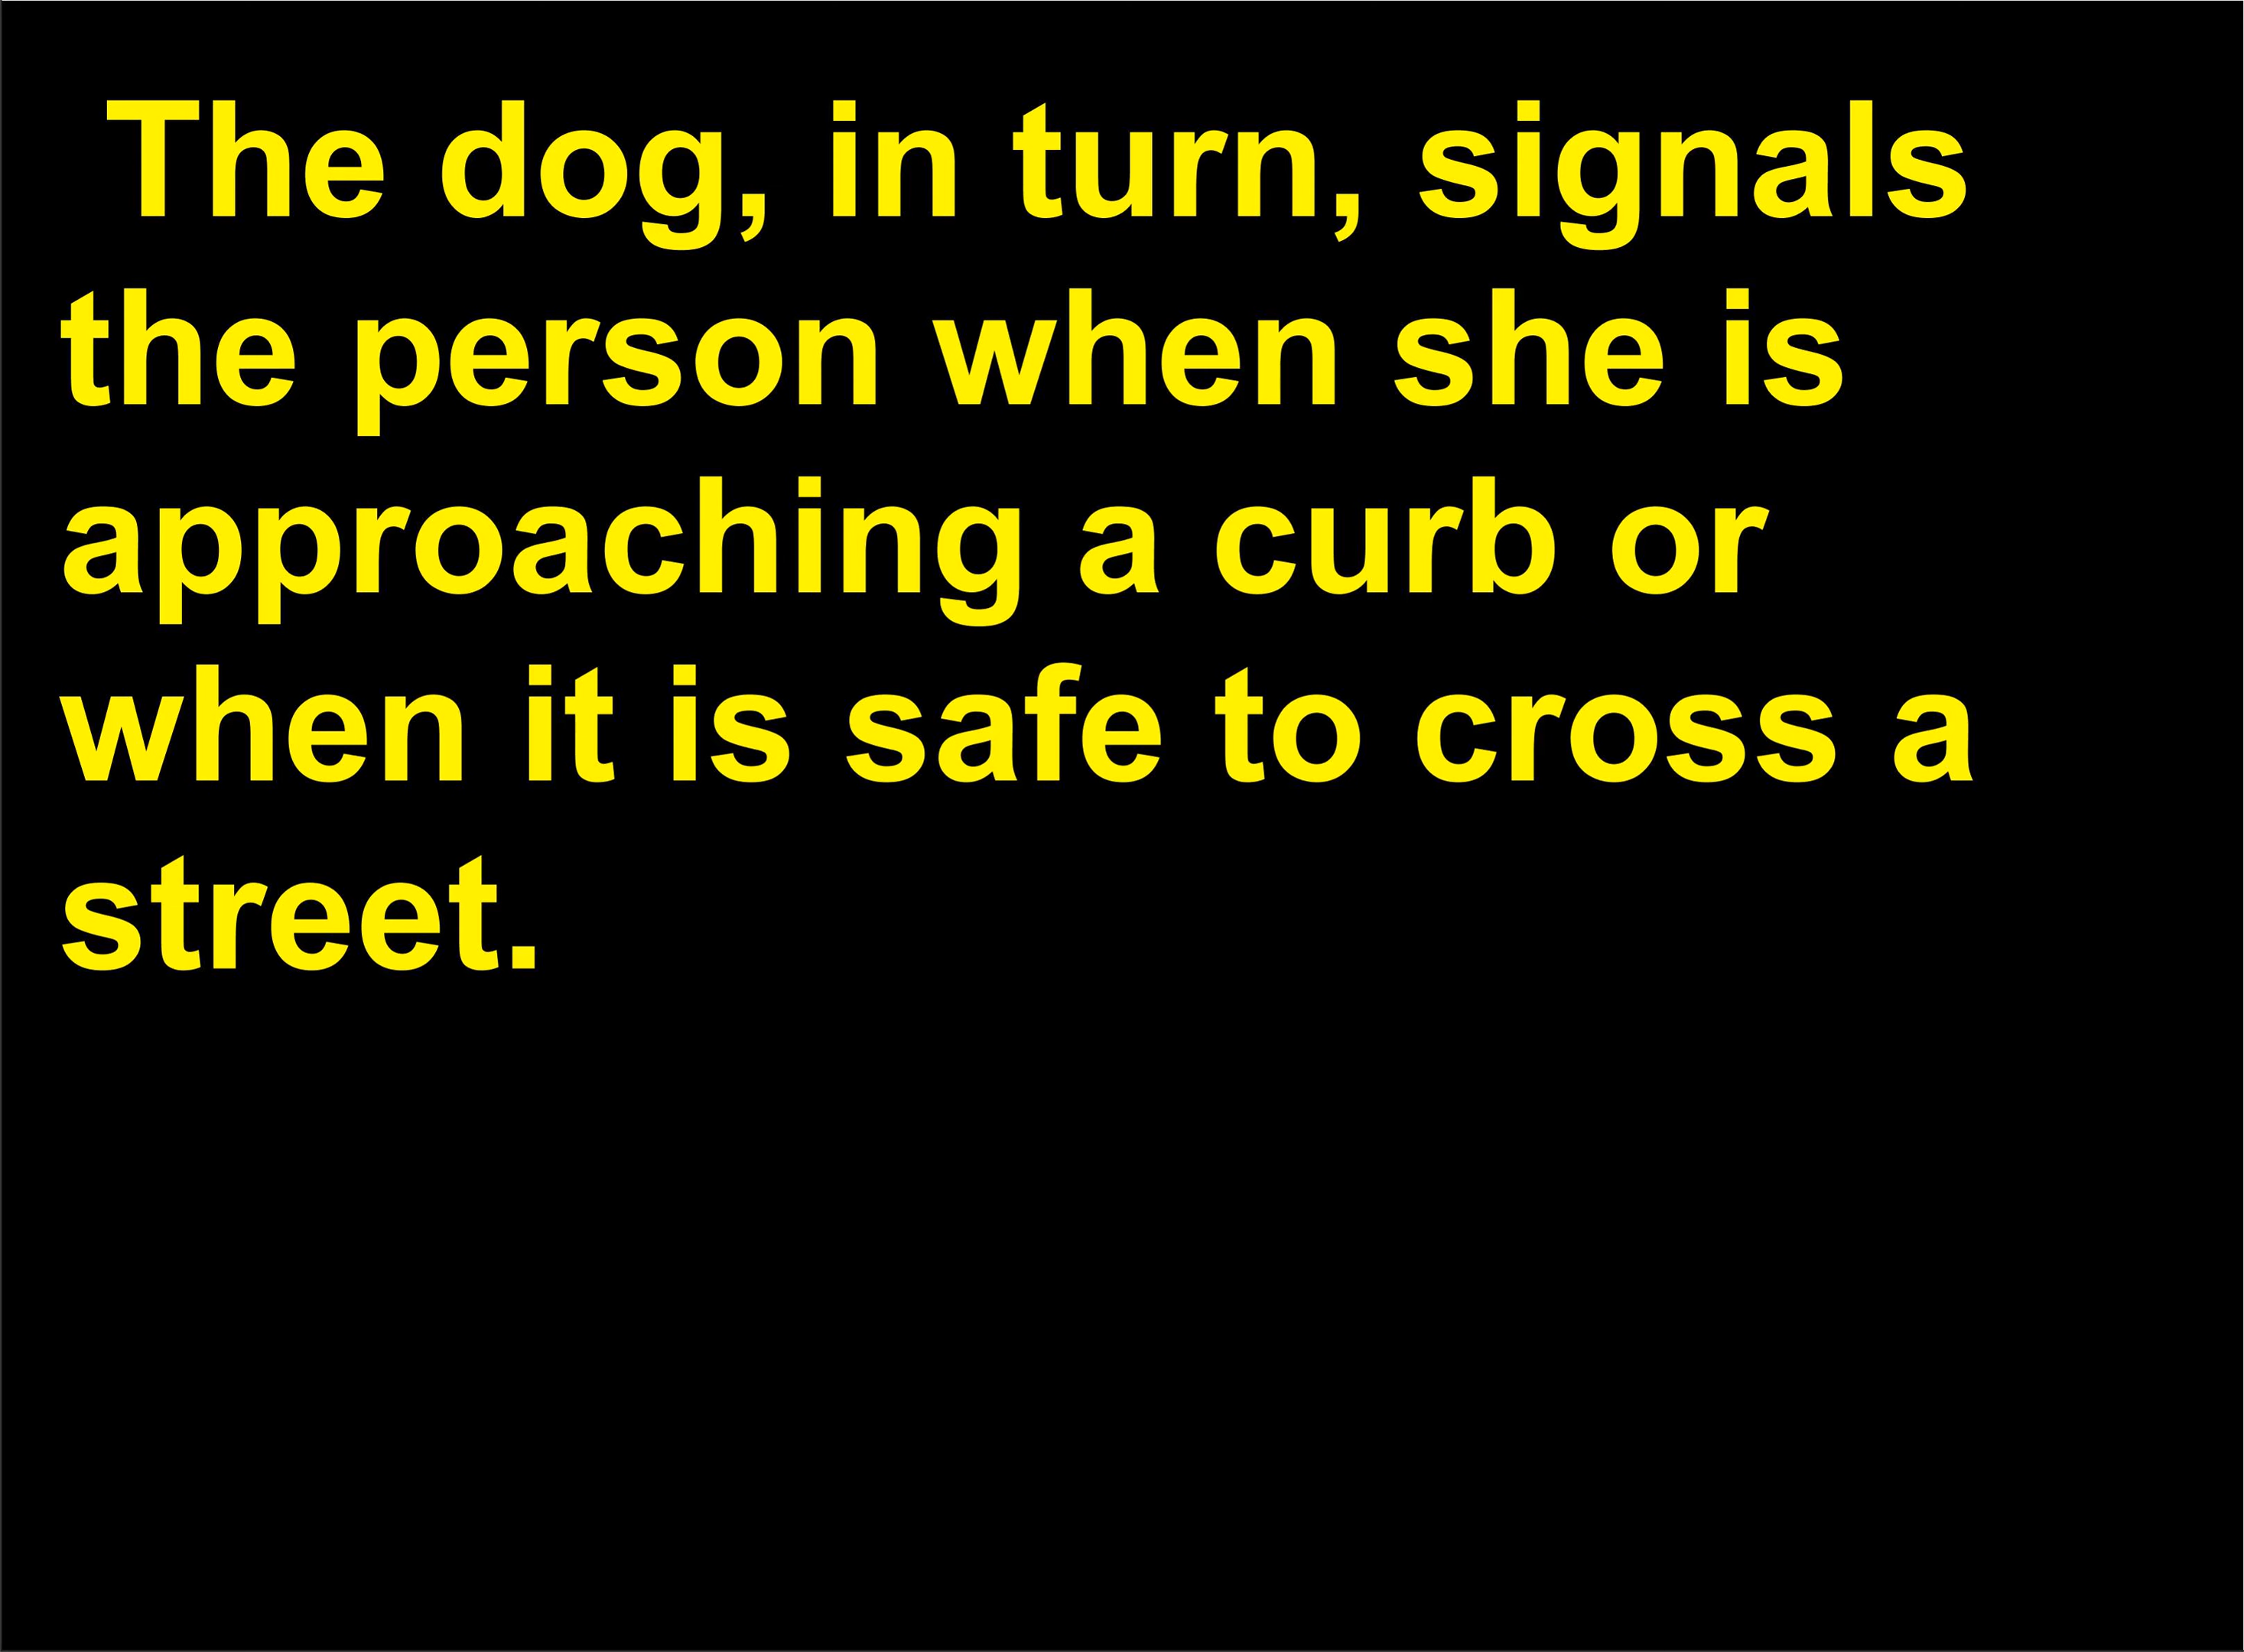 The dog, in turn, signals
the person when she is
approaching a curb or
when it is safe to cross a
street.